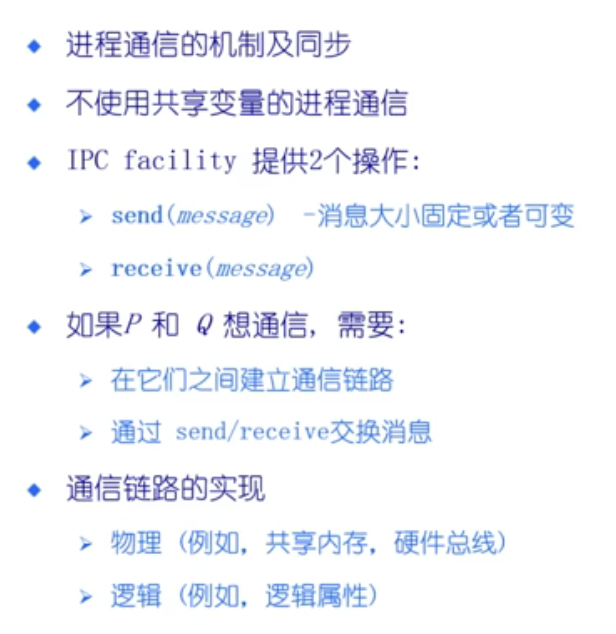 ◆ 进程通信的机制及同步
◆ 不使用共享变量的进程通信
◆ IPC facility 提供2个操作:
➢ send(message) -消息大小固定或者可变
➢ receive(message)
◆ 如果P 和 Q 想通信, 需要:
➢ 在它们之间建立通信链路
➢ 通过 send/receive交换消息
◆ 通信链路的实现
➢ 物理 (例如, 共享内存, 硬件总线)
➢ 逻辑 (例如, 逻辑属性)